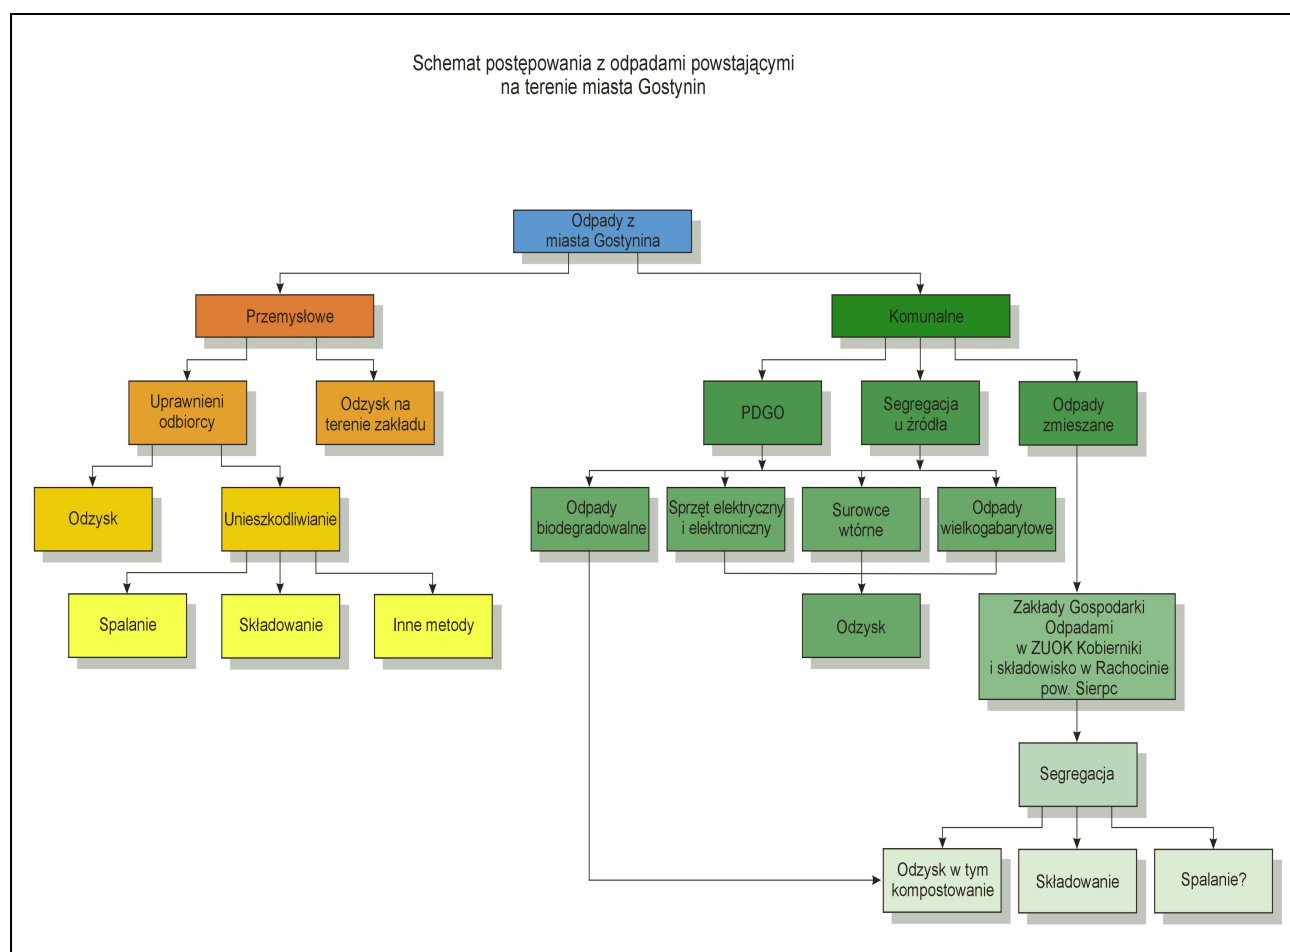 Schemat postępowania z odpadami powstającymi
na terenie miasta Gostynin
Odpady z
miasta Gostynina
Przemysłowe
Komunalne
Uprawnieni
odbiorcy
Odzysk na
terenie zakładu
PDGO
Segregacja
u źródła
Odpady
zmieszane
Odzysk
Unieszkodliwianie
Odpady
biodegradowalne
Sprzęt elektryczny
i elektroniczny
Surowce
wtórne
Odpady
wielkogabarytowe
Spalanie
Składowanie
Inne metody
Odzysk
Zakłady Gospodarki
Odpadami
w ZUOK Kobierniki
i składowisko w Rachocinie
pow. Sierpc
Segregacja
Odzysk w tym
kompostowanie
Składowanie
Spalanie?